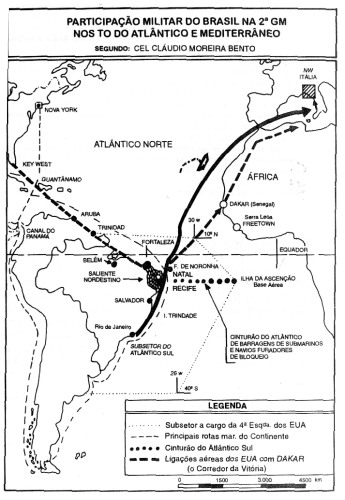 PARTICIPAÇÃO MILITAR DO BRASIL NA 2ª GM
NOS TO DO ATLÂNTICO E MEDITERRÂNEO
SEGUNDO: CEL CLÁUDIO MOREIRA BENTO
NW
ITÁLIA
NOVA YORK
ATLÂNTICO NORTE
KEY WEST
GUANTÂNAMO
ÁFRICA
ARUBA
TRINIDAD
DAKAR (Senegal)
Serra Leoa
FREETOWN
30 w
10º N
CANAL DO
PANAMÁ
FORTALEZA
EQUADOR
BELÉM
F. DE NORONHA
NATAL
RECIFE
SALIENTE
NORDESTINO
ILHA DA ASCENÇÃO
Base Aérea
SALVADOR
I. TRINDADE
Rio de Janeiro
CINTURÃO DO ATLÂNTICO
DE BARRAGENS DE SUBMARINOS
E NAVIOS FURADORES
DE BLOQUEIO
SUBSETOR DO
ATLÂNTICO SUL
26 w
40º S
LEGENDA
Subsetor a cargo da 4ª Esqdª. dos EUA
Principais rotas mar. do Continente
Cinturão do Atlântico Sul
Ligações aéreas dos EUA com DAKAR
(o Corredor da Vitória)
0 1.500 3.000 4500 km